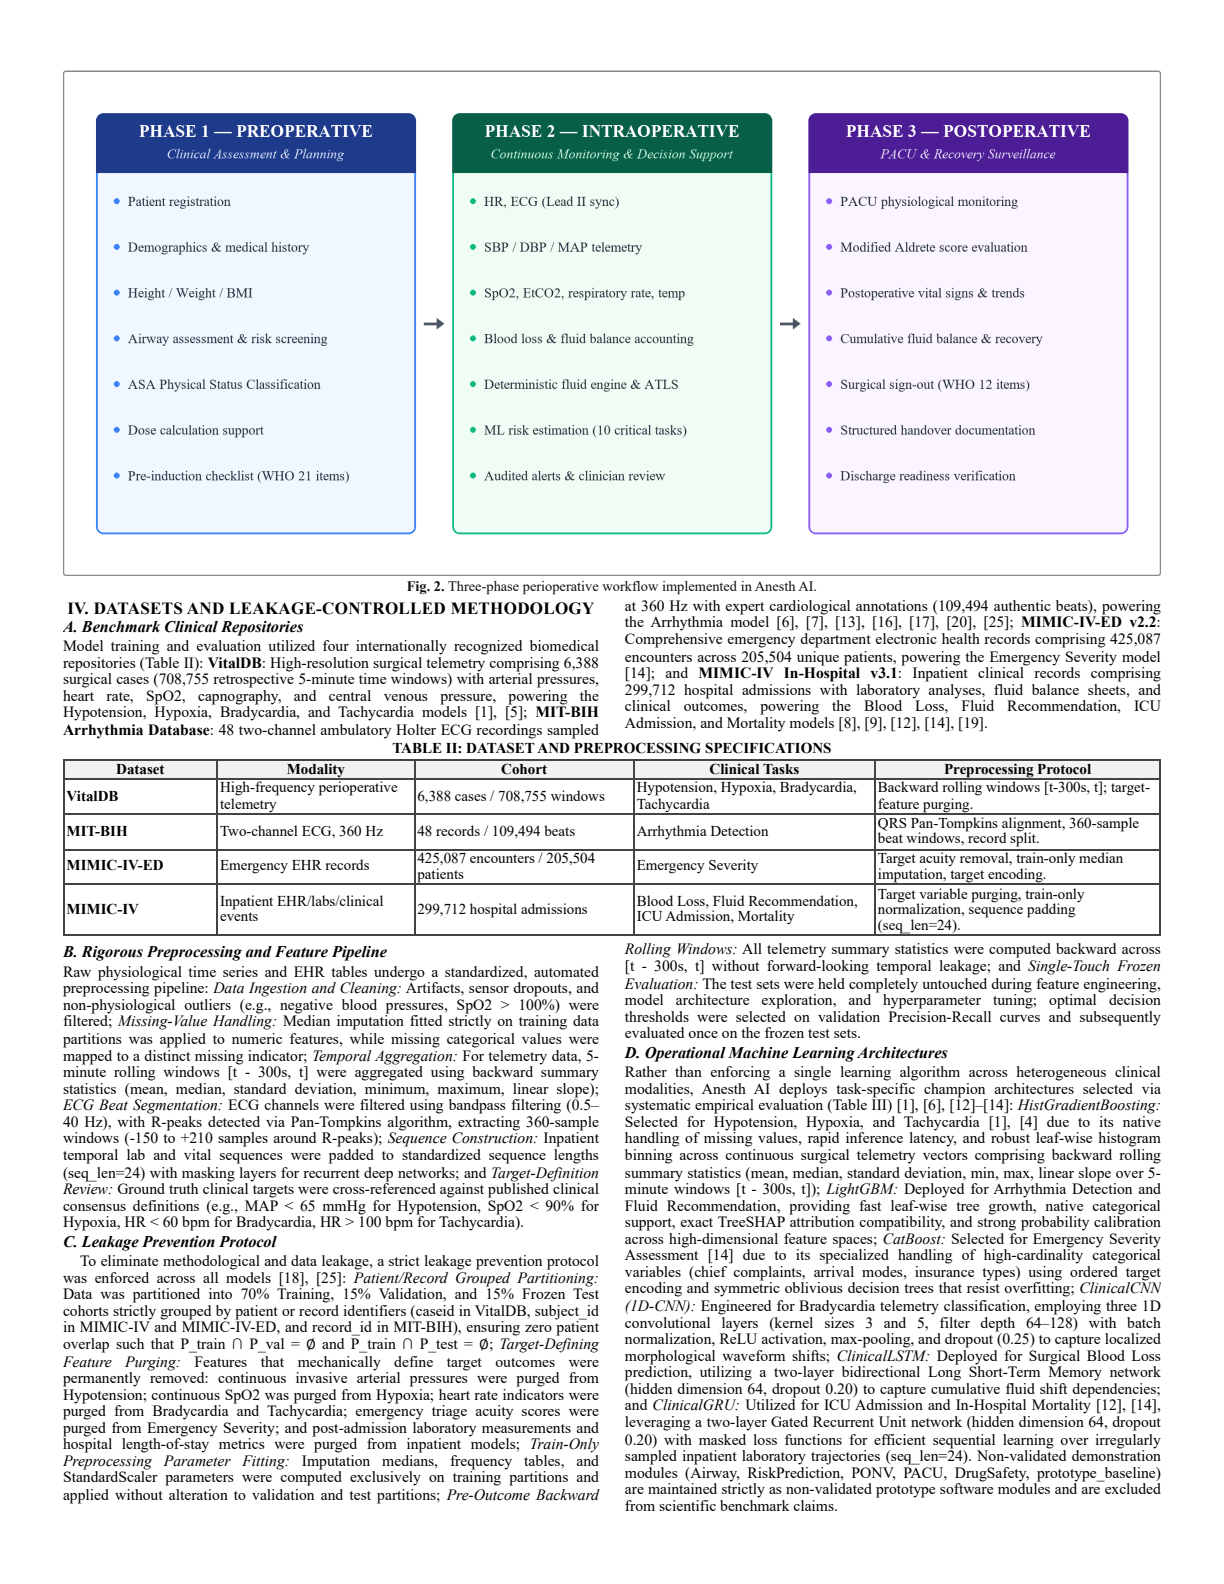 PHASE 1 — PREOPERATIVE
Clinical Assessment & Planning
Patient registration
Demographics & medical history
Height / Weight / BMI
Airway assessment & risk screening
ASA Physical Status Classification
Dose calculation support
Pre-induction checklist (WHO 21 items)
PHASE 2 — INTRAOPERATIVE
Continuous Monitoring & Decision Support
HR, ECG (Lead II sync)
SBP / DBP / MAP telemetry
SpO2, EtCO2, respiratory rate, temp
Blood loss & fluid balance accounting
Deterministic fluid engine & ATLS
ML risk estimation (10 critical tasks)
Audited alerts & clinician review
PHASE 3 — POSTOPERATIVE
PACU & Recovery Surveillance
PACU physiological monitoring
Modified Aldrete score evaluation
Postoperative vital signs & trends
Cumulative fluid balance & recovery
Surgical sign-out (WHO 12 items)
Structured handover documentation
Discharge readiness verification
Fig. 2. Three-phase perioperative workflow implemented in Anesth AI.
IV. DATASETS AND LEAKAGE-CONTROLLED METHODOLOGY
A. Benchmark Clinical Repositories
Model training and evaluation utilized four internationally recognized biomedical
repositories (Table II): VitalDB: High-resolution surgical telemetry comprising 6,388
surgical cases (708,755 retrospective 5-minute time windows) with arterial pressures,
heart rate, SpO2, capnography, and central venous pressure, powering the
Hypotension, Hypoxia, Bradycardia, and Tachycardia models [1], [5]; MIT-BIH
Arrhythmia Database: 48 two-channel ambulatory Holter ECG recordings sampled
at 360 Hz with expert cardiological annotations (109,494 authentic beats), powering
the Arrhythmia model [6], [7], [13], [16], [17], [20], [25]; MIMIC-IV-ED v2.2:
Comprehensive emergency department electronic health records comprising 425,087
encounters across 205,504 unique patients, powering the Emergency Severity model
[14]; and MIMIC-IV In-Hospital v3.1: Inpatient clinical records comprising
299,712 hospital admissions with laboratory analyses, fluid balance sheets, and
clinical outcomes, powering the Blood Loss, Fluid Recommendation, ICU
Admission, and Mortality models [8], [9], [12], [14], [19].
TABLE II: DATASET AND PREPROCESSING SPECIFICATIONS
Dataset Modality Cohort Clinical Tasks Preprocessing Protocol
VitalDB
High-frequency perioperative
telemetry
6,388 cases / 708,755 windows
Hypotension, Hypoxia, Bradycardia,
Tachycardia
Backward rolling windows [t-300s, t]; target-
feature purging.
MIT-BIH
Two-channel ECG, 360 Hz
48 records / 109,494 beats
Arrhythmia Detection
QRS Pan-Tompkins alignment, 360-sample
beat windows, record split.
MIMIC-IV-ED
Emergency EHR records
425,087 encounters / 205,504
patients
Emergency Severity
Target acuity removal, train-only median
imputation, target encoding.
MIMIC-IV
Inpatient EHR/labs/clinical
events
299,712 hospital admissions
Blood Loss, Fluid Recommendation,
ICU Admission, Mortality
Target variable purging, train-only
normalization, sequence padding
(seq_len=24).
B. Rigorous Preprocessing and Feature Pipeline
Raw physiological time series and EHR tables undergo a standardized, automated
preprocessing pipeline: Data Ingestion and Cleaning: Artifacts, sensor dropouts, and
non-physiological outliers (e.g., negative blood pressures, SpO2 > 100%) were
filtered; Missing-Value Handling: Median imputation fitted strictly on training data
partitions was applied to numeric features, while missing categorical values were
mapped to a distinct missing indicator; Temporal Aggregation: For telemetry data, 5-
minute rolling windows [t - 300s, t] were aggregated using backward summary
statistics (mean, median, standard deviation, minimum, maximum, linear slope);
ECG Beat Segmentation: ECG channels were filtered using bandpass filtering (0.5–
40 Hz), with R-peaks detected via Pan-Tompkins algorithm, extracting 360-sample
windows (-150 to +210 samples around R-peaks); Sequence Construction: Inpatient
temporal lab and vital sequences were padded to standardized sequence lengths
(seq_len=24) with masking layers for recurrent deep networks; and Target-Definition
Review: Ground truth clinical targets were cross-referenced against published clinical
consensus definitions (e.g., MAP < 65 mmHg for Hypotension, SpO2 < 90% for
Hypoxia, HR < 60 bpm for Bradycardia, HR > 100 bpm for Tachycardia).
C. Leakage Prevention Protocol
To eliminate methodological and data leakage, a strict leakage prevention protocol
was enforced across all models [18], [25]: Patient/Record Grouped Partitioning:
Data was partitioned into 70% Training, 15% Validation, and 15% Frozen Test
cohorts strictly grouped by patient or record identifiers (caseid in VitalDB, subject_id
in MIMIC-IV and MIMIC-IV-ED, and record_id in MIT-BIH), ensuring zero patient
overlap such that P_train ∩ P_val = ∅ and P_train ∩ P_test = ∅; Target-Defining
Feature Purging: Features that mechanically define target outcomes were
permanently removed: continuous invasive arterial pressures were purged from
Hypotension; continuous SpO2 was purged from Hypoxia; heart rate indicators were
purged from Bradycardia and Tachycardia; emergency triage acuity scores were
purged from Emergency Severity; and post-admission laboratory measurements and
hospital length-of-stay metrics were purged from inpatient models; Train-Only
Preprocessing Parameter Fitting: Imputation medians, frequency tables, and
StandardScaler parameters were computed exclusively on training partitions and
applied without alteration to validation and test partitions; Pre-Outcome Backward
Rolling Windows: All telemetry summary statistics were computed backward across
[t - 300s, t] without forward-looking temporal leakage; and Single-Touch Frozen
Evaluation: The test sets were held completely untouched during feature engineering,
model architecture exploration, and hyperparameter tuning; optimal decision
thresholds were selected on validation Precision-Recall curves and subsequently
evaluated once on the frozen test sets.
D. Operational Machine Learning Architectures
Rather than enforcing a single learning algorithm across heterogeneous clinical
modalities, Anesth AI deploys task-specific champion architectures selected via
systematic empirical evaluation (Table III) [1], [6], [12]–[14]: HistGradientBoosting:
Selected for Hypotension, Hypoxia, and Tachycardia [1], [4] due to its native
handling of missing values, rapid inference latency, and robust leaf-wise histogram
binning across continuous surgical telemetry vectors comprising backward rolling
summary statistics (mean, median, standard deviation, min, max, linear slope over 5-
minute windows [t - 300s, t]); LightGBM: Deployed for Arrhythmia Detection and
Fluid Recommendation, providing fast leaf-wise tree growth, native categorical
support, exact TreeSHAP attribution compatibility, and strong probability calibration
across high-dimensional feature spaces; CatBoost: Selected for Emergency Severity
Assessment [14] due to its specialized handling of high-cardinality categorical
variables (chief complaints, arrival modes, insurance types) using ordered target
encoding and symmetric oblivious decision trees that resist overfitting; ClinicalCNN
(1D-CNN): Engineered for Bradycardia telemetry classification, employing three 1D
convolutional layers (kernel sizes 3 and 5, filter depth 64–128) with batch
normalization, ReLU activation, max-pooling, and dropout (0.25) to capture localized
morphological waveform shifts; ClinicalLSTM: Deployed for Surgical Blood Loss
prediction, utilizing a two-layer bidirectional Long Short-Term Memory network
(hidden dimension 64, dropout 0.20) to capture cumulative fluid shift dependencies;
and ClinicalGRU: Utilized for ICU Admission and In-Hospital Mortality [12], [14],
leveraging a two-layer Gated Recurrent Unit network (hidden dimension 64, dropout
0.20) with masked loss functions for efficient sequential learning over irregularly
sampled inpatient laboratory trajectories (seq_len=24). Non-validated demonstration
modules (Airway, RiskPrediction, PONV, PACU, DrugSafety, prototype_baseline)
are maintained strictly as non-validated prototype software modules and are excluded
from scientific benchmark claims.